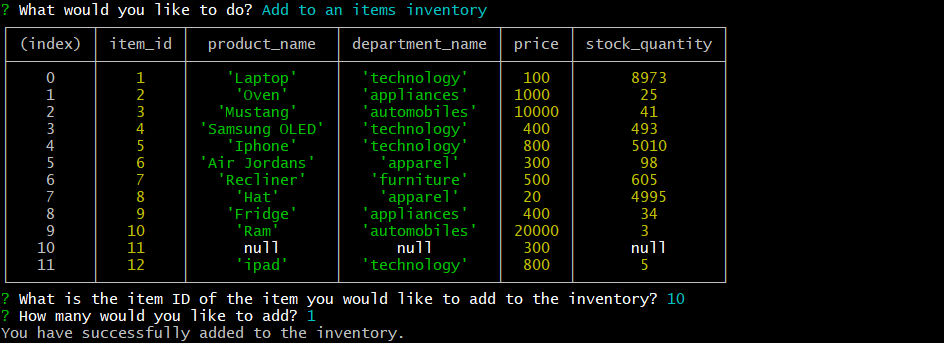 ? What would you like to do? Add to an items inventory
(index) item_id product_name department_name price stock_quantity
0 1 'Laptop' 'technology' 100 8973
1 2 'Oven' 'appliances' 1000 25
2 3 'Mustang' 'automobiles' 10000 41
3 4 'Samsung OLED' 'technology' 400 493
4 5 'Iphone' 'technology' 800 5010
5 6 'Air Jordans' 'apparel' 300 98
6 7 'Recliner' 'furniture' 500 605
7 8 'Hat' 'apparel' 20 4995
8 9 'Fridge' 'appliances' 400 34
9 10 'Ram' 'automobiles' 20000 3
10 11 null null 300 null
11 12 'ipad' 'technology' 800 5
? What is the item ID of the item you would like to add to the inventory? 10
? How many would you like to add? 1
You have successfully added to the inventory.